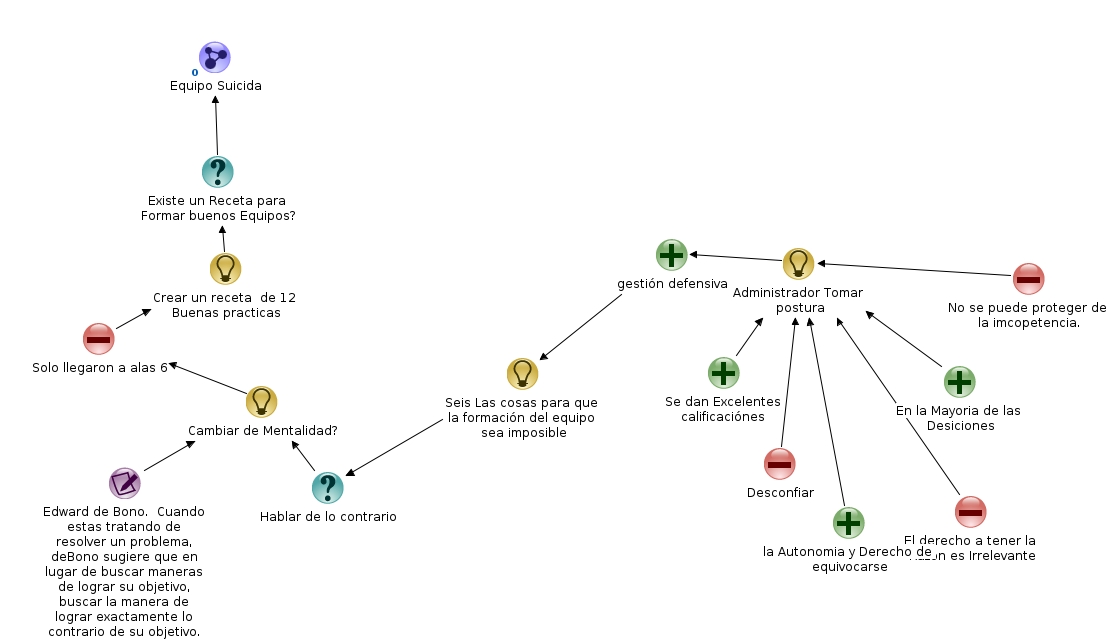 0
Equipo Suicida
Existe un Receta para
Formar buenos Equipos?
Crear un receta de 12
Buenas practicas
Solo llegaron a alas 6
Cambiar de Mentalidad?
Edward de Bono. Cuando
estas tratando de
resolver un problema,
deBono sugiere que en
lugar de buscar maneras
de lograr su objetivo,
buscar la manera de
lograr exactamente lo
contrario de su objetivo.
Hablar de lo contrario
Seis Las cosas para que
la formación del equipo
sea imposible
gestión defensiva
Administrador Tomar
postura
No se puede proteger de
la imcopetencia.
Se dan Excelentes
calificaciónes
En la Mayoria de las
Desiciones
Desconfiar
la Autonomia y Derecho de
equivocarse
El derecho a tener la
Razon es Irrelevante